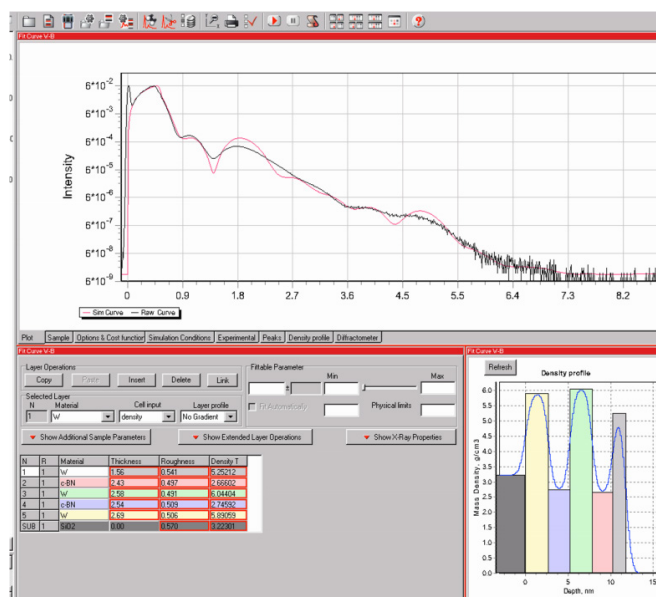 Fit Curve V-B
6*10-2
6*10-3
6*10-4
6*10-5
6*10-6
6*10-7
6*10-8
6*10-9
Intensity
0 0.9 1.8 2.7 3.6 4.5 5.5 6.4 7.3 8.2
Sim Curve Raw Curve
Plot Sample Options & Cost function Simulation Conditions Experimental Peaks Density profile Diffractometer
Fit Curve V-B
Layer Operations
Copy Paste Insert Delete Link
Selected Layer
N Material Cell input Layer profile
1 W density No Gradient
Fittable Parameter
Min Max
±
Fit Automatically Physical limits
Show Additional Sample Parameters Show Extended Layer Operations Show X-Ray Properties
N R Material Thickness Roughness Density T
1 1 W 1.56 0.541 5.25212
2 1 c-BN 2.43 0.497 2.66602
3 1 W 2.58 0.491 6.04404
4 1 c-BN 2.54 0.509 2.74592
5 1 W 2.69 0.506 5.89059
SUB 1 SiO2 0.00 0.570 3.22301
Fit Curve V-B
Refresh
Density profile
Mass Density, g/cm3
6.0
5.5
5.0
4.5
4.0
3.5
3.0
2.5
2.0
1.5
1.0
0.5
0.0
0 5 10 15
Depth, nm